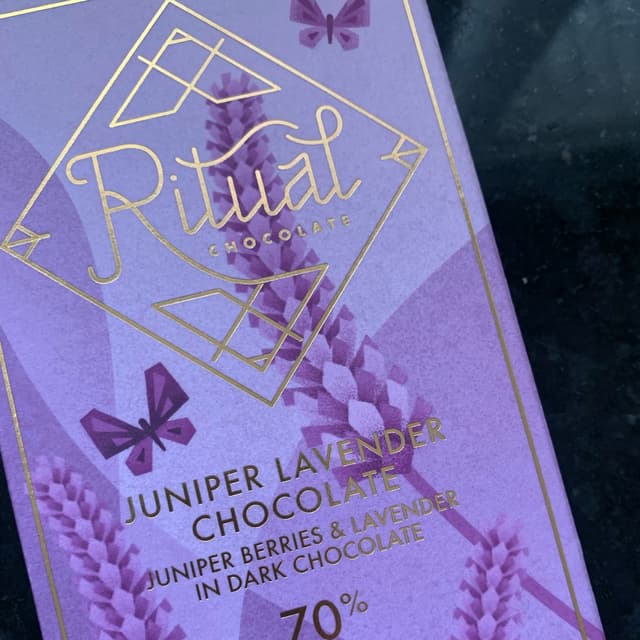 Ritual
CHOCOLATE
JUNIPER LAVENDER
CHOCOLATE
JUNIPER BERRIES & LAVENDER
IN DARK CHOCOLATE
70%